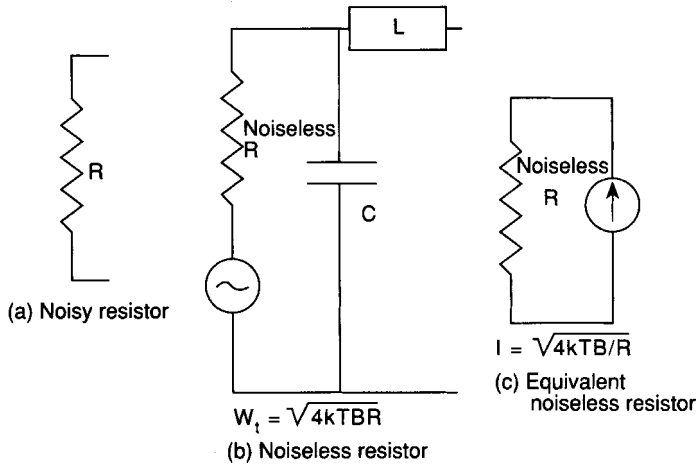 R
(a) Noisy resistor
L
Noiseless
R
C
W_t = √4kTBR
(b) Noiseless resistor
Noiseless
R
I = √4kTB/R
(c) Equivalent
noiseless resistor